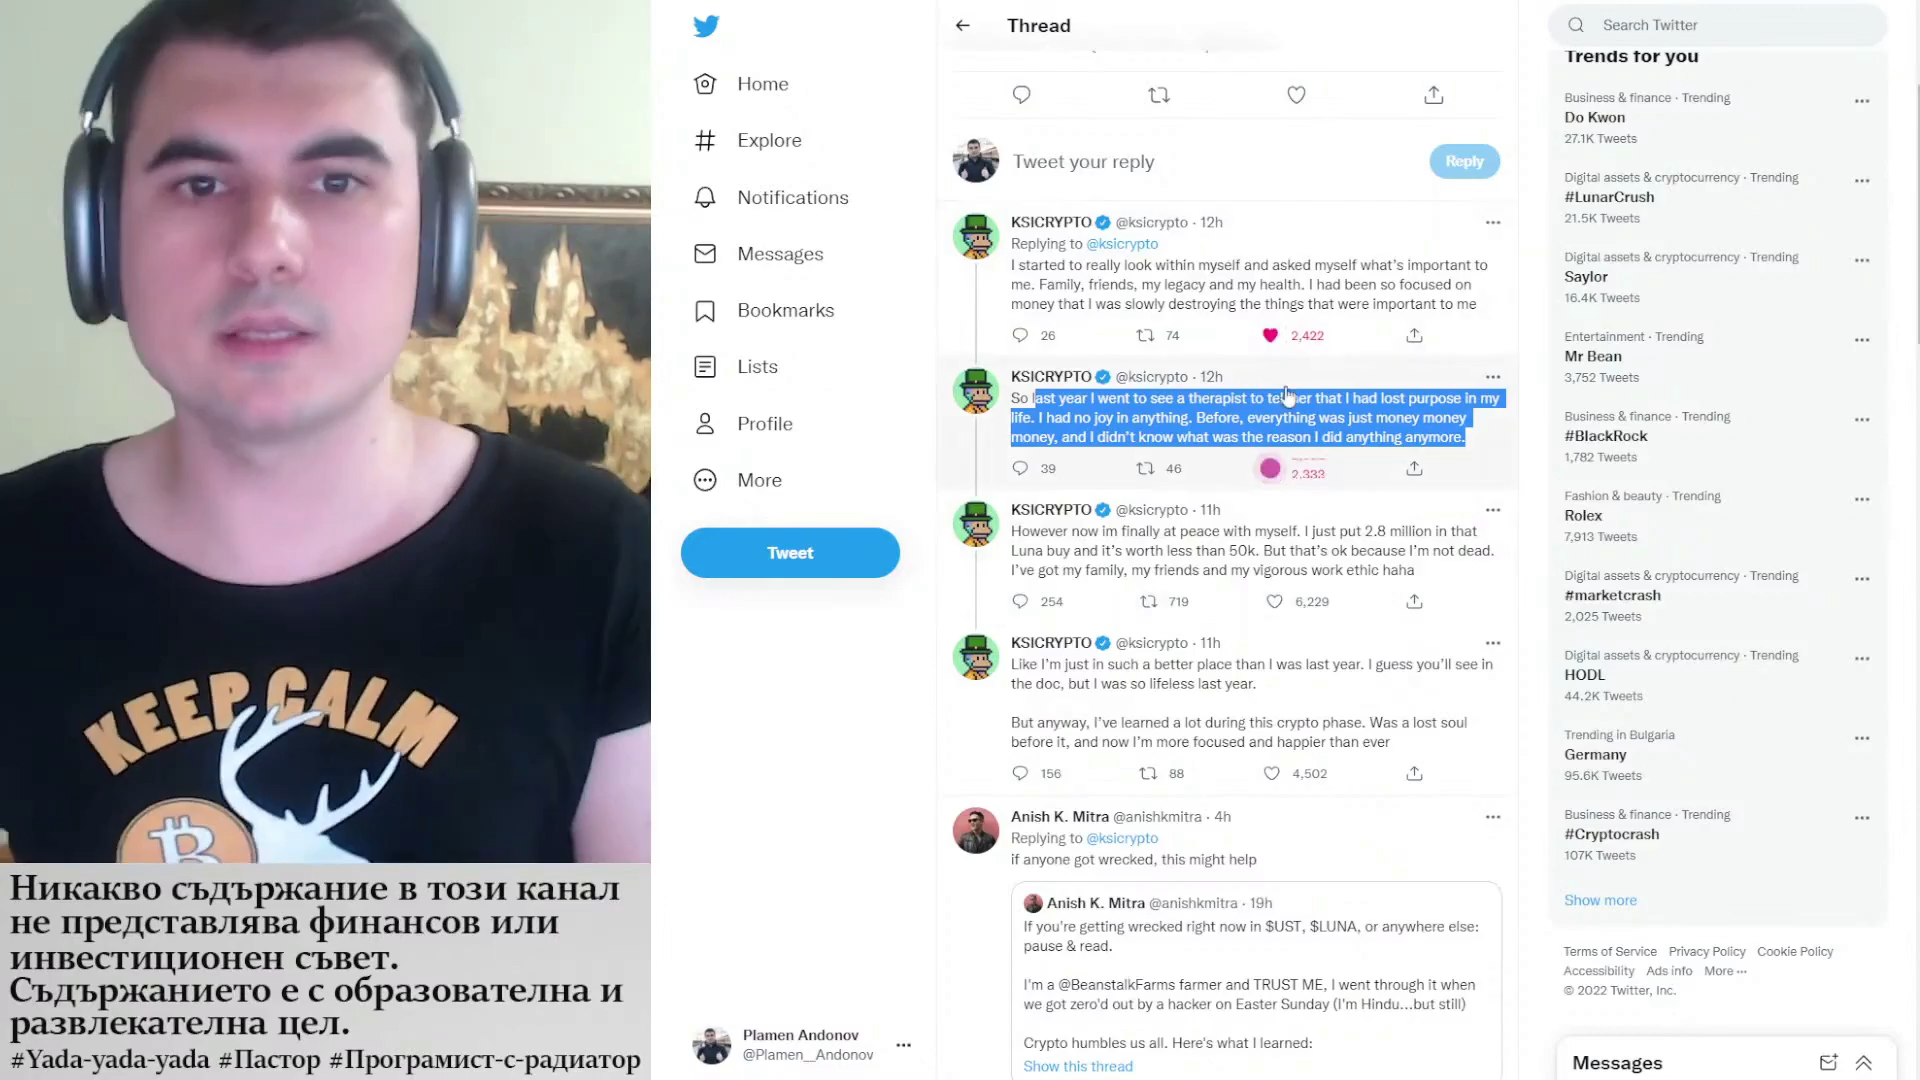 KEEP CALM
B
Никакво съдържание в този канал
не представлява финансов или
инвестиционен съвет.
Съдържанието е с образователна и
развлекателна цел.
#Yada-yada-yada #Пастор #Програмист-с-радиатор
Home
Explore
Notifications
Messages
Bookmarks
Lists
Profile
More
Tweet
Plamen Andonov
@Plamen__Andonov
Thread
Tweet your reply
Reply
KSICRYPTO @ksicrypto · 12h
Replying to @ksicrypto
I started to really look within myself and asked myself what's important to
me. Family, friends, my legacy and my health. I had been so focused on
money that I was slowly destroying the things that were important to me
26 74 2,422
KSICRYPTO @ksicrypto · 12h
So last year I went to see a therapist to tell her that I had lost purpose in my
life. I had no joy in anything. Before, everything was just money money
money, and I didn't know what was the reason I did anything anymore.
39 46 2,333
KSICRYPTO @ksicrypto · 11h
However now im finally at peace with myself. I just put 2.8 million in that
Luna buy and it's worth less than 50k. But that's ok because I'm not dead.
I've got my family, my friends and my vigorous work ethic haha
254 719 6,229
KSICRYPTO @ksicrypto · 11h
Like I'm just in such a better place than I was last year. I guess you'll see in
the doc, but I was so lifeless last year.
But anyway, I've learned a lot during this crypto phase. Was a lost soul
before it, and now I'm more focused and happier than ever
156 88 4,502
Anish K. Mitra @anishkmitra · 4h
Replying to @ksicrypto
if anyone got wrecked, this might help
Anish K. Mitra @anishkmitra · 19h
If you're getting wrecked right now in $UST, $LUNA, or anywhere else:
pause & read.
I'm a @BeanstalkFarms farmer and TRUST ME, I went through it when
we got zero'd out by a hacker on Easter Sunday (I'm Hindu...but still)
Crypto humbles us all. Here's what I learned:
Show this thread
Search Twitter
Trends for you
Business & finance · Trending
Do Kwon
27.1K Tweets
Digital assets & cryptocurrency · Trending
#LunarCrush
21.5K Tweets
Digital assets & cryptocurrency · Trending
Saylor
16.4K Tweets
Entertainment · Trending
Mr Bean
3,752 Tweets
Business & finance · Trending
#BlackRock
1,782 Tweets
Fashion & beauty · Trending
Rolex
7,913 Tweets
Digital assets & cryptocurrency · Trending
#marketcrash
2,025 Tweets
Digital assets & cryptocurrency · Trending
HODL
44.2K Tweets
Trending in Bulgaria
Germany
95.6K Tweets
Business & finance · Trending
#Cryptocrash
107K Tweets
Show more
Terms of Service Privacy Policy Cookie Policy
Accessibility Ads info More ···
© 2022 Twitter, Inc.
Messages